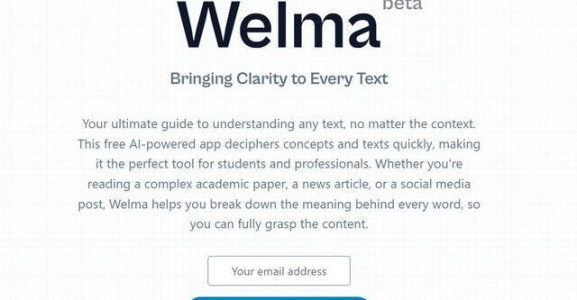 Welma beta
Bringing Clarity to Every Text
Your ultimate guide to understanding any text, no matter the context.
This free AI-powered app deciphers concepts and texts quickly, making
it the perfect tool for students and professionals. Whether you're
reading a complex academic paper, a news article, or a social media
post, Welma helps you break down the meaning behind every word, so
you can fully grasp the content.
Your email address